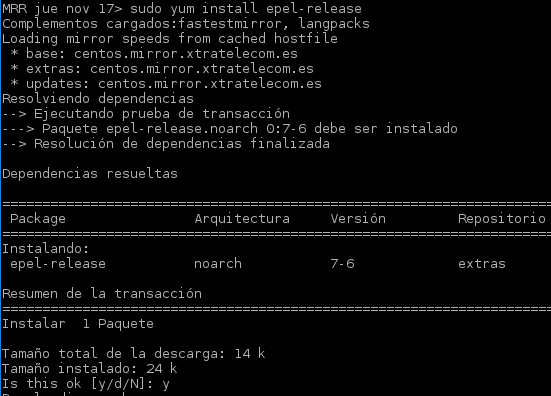 MRR jue nov 17> sudo yum install epel-release
Complementos cargados:fastestmirror, langpacks
Loading mirror speeds from cached hostfile
 * base: centos.mirror.xtratelecom.es
 * extras: centos.mirror.xtratelecom.es
 * updates: centos.mirror.xtratelecom.es
Resolviendo dependencias
--> Ejecutando prueba de transacción
---> Paquete epel-release.noarch 0:7-6 debe ser instalado
--> Resolución de dependencias finalizada

Dependencias resueltas

=====================================================================
 Package                Arquitectura     Versión         Repositorio
=====================================================================
Instalando:
 epel-release           noarch           7-6             extras

Resumen de la transacción
=====================================================================
Instalar  1 Paquete

Tamaño total de la descarga: 14 k
Tamaño instalado: 24 k
Is this ok [y/d/N]: y